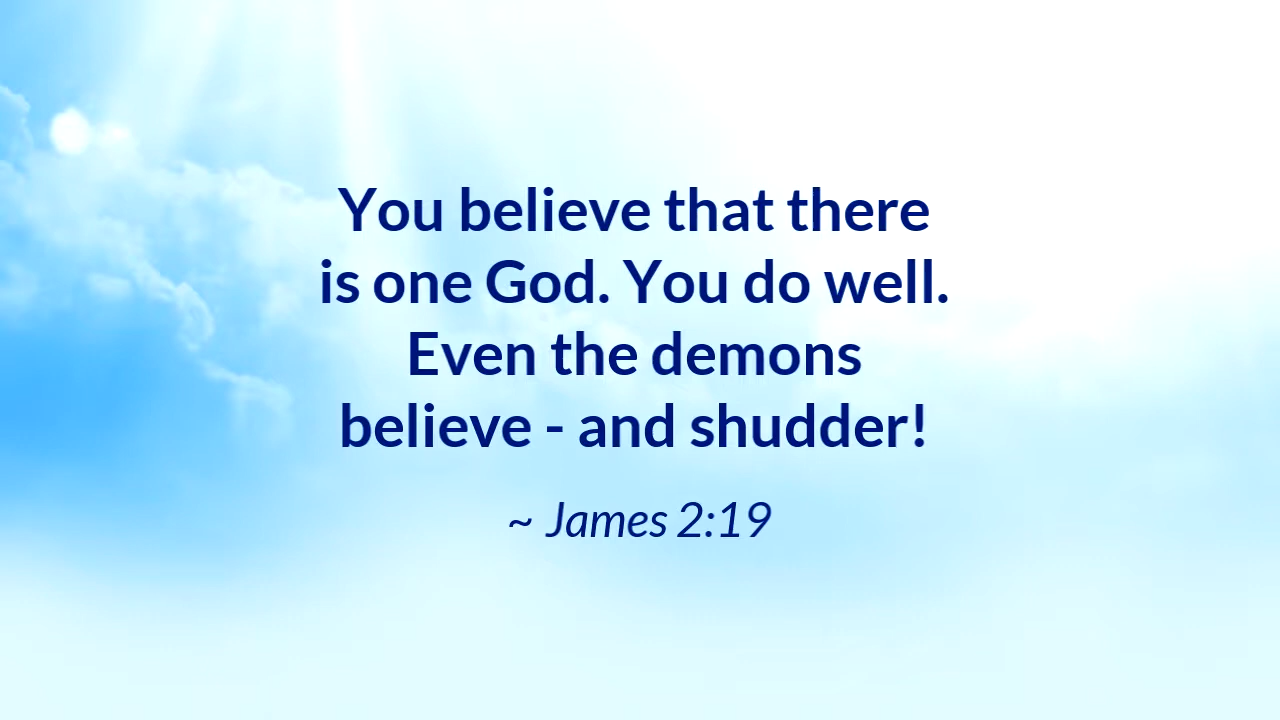 You believe that there
is one God. You do well.
Even the demons
believe - and shudder!
~ James 2:19